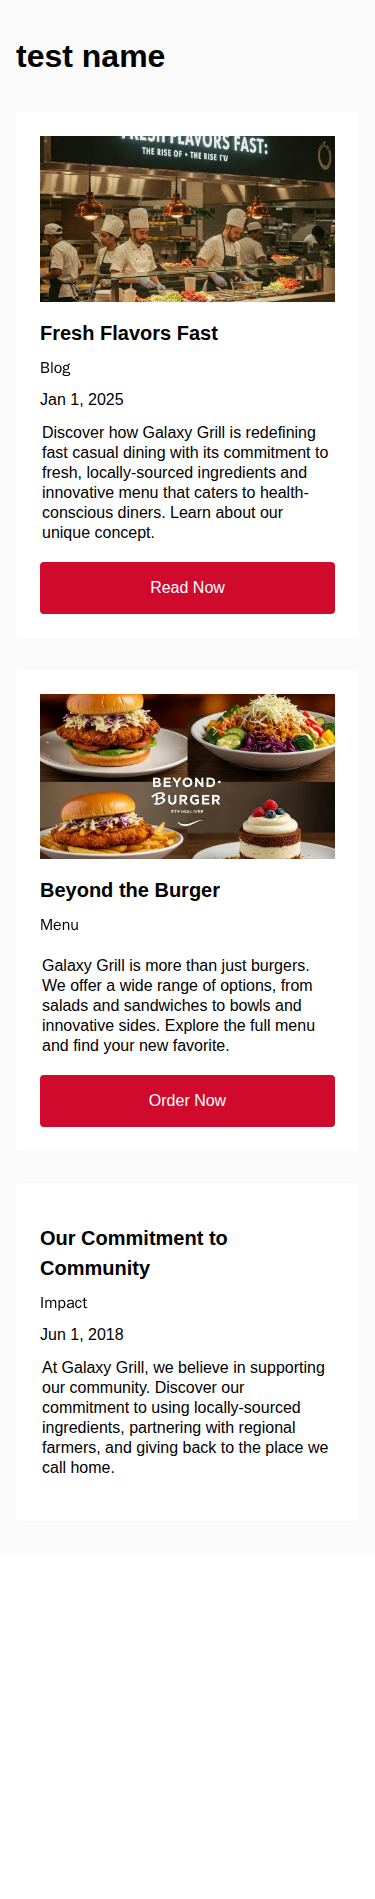 test name
FRESH FLAVORS FAST:
THE RISE OF • THE RISE TU
Fresh Flavors Fast
Blog
Jan 1, 2025
Discover how Galaxy Grill is redefining
fast casual dining with its commitment to
fresh, locally-sourced ingredients and
innovative menu that caters to health-
conscious diners. Learn about our
unique concept.
Read Now
BEYOND·
BURGER
Beyond the Burger
Menu
Galaxy Grill is more than just burgers.
We offer a wide range of options, from
salads and sandwiches to bowls and
innovative sides. Explore the full menu
and find your new favorite.
Order Now
Our Commitment to
Community
Impact
Jun 1, 2018
At Galaxy Grill, we believe in supporting
our community. Discover our
commitment to using locally-sourced
ingredients, partnering with regional
farmers, and giving back to the place we
call home.